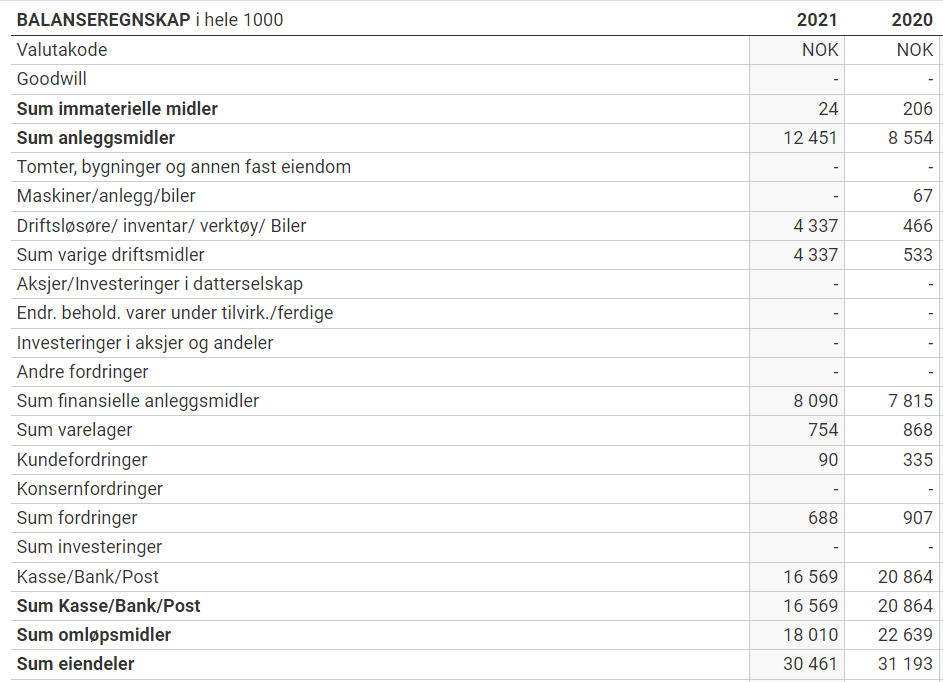 BALANSEREGNSKAP i hele 1000 2021 2020
Valutakode NOK NOK
Goodwill - -
Sum immaterielle midler 24 206
Sum anleggsmidler 12 451 8 554
Tomter, bygninger og annen fast eiendom - -
Maskiner/anlegg/biler - 67
Driftsløsøre/ inventar/ verktøy/ Biler 4 337 466
Sum varige driftsmidler 4 337 533
Aksjer/Investeringer i datterselskap - -
Endr. behold. varer under tilvirk./ferdige - -
Investeringer i aksjer og andeler - -
Andre fordringer - -
Sum finansielle anleggsmidler 8 090 7 815
Sum varelager 754 868
Kundefordringer 90 335
Konsernfordringer - -
Sum fordringer 688 907
Sum investeringer - -
Kasse/Bank/Post 16 569 20 864
Sum Kasse/Bank/Post 16 569 20 864
Sum omløpsmidler 18 010 22 639
Sum eiendeler 30 461 31 193